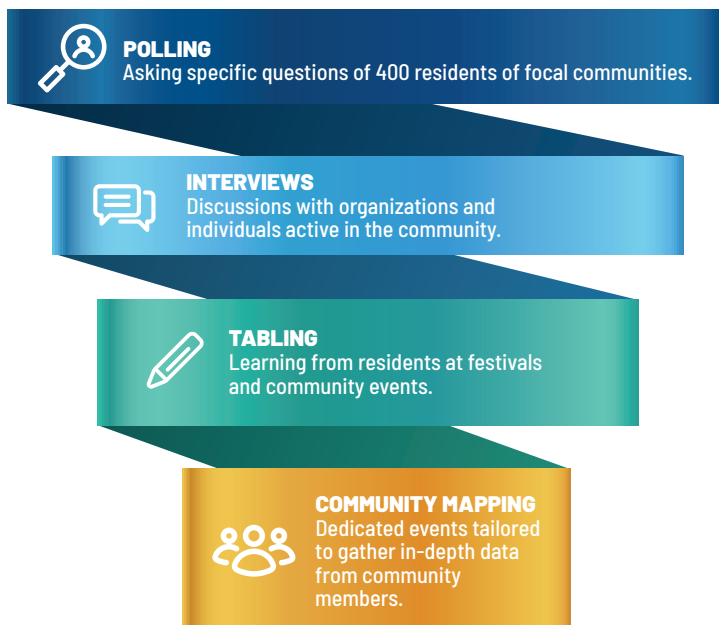 POLLING
Asking specific questions of 400 residents of focal communities.
INTERVIEWS
Discussions with organizations and
individuals active in the community.
TABLING
Learning from residents at festivals
and community events.
COMMUNITY MAPPING
Dedicated events tailored
to gather in-depth data
from community
members.